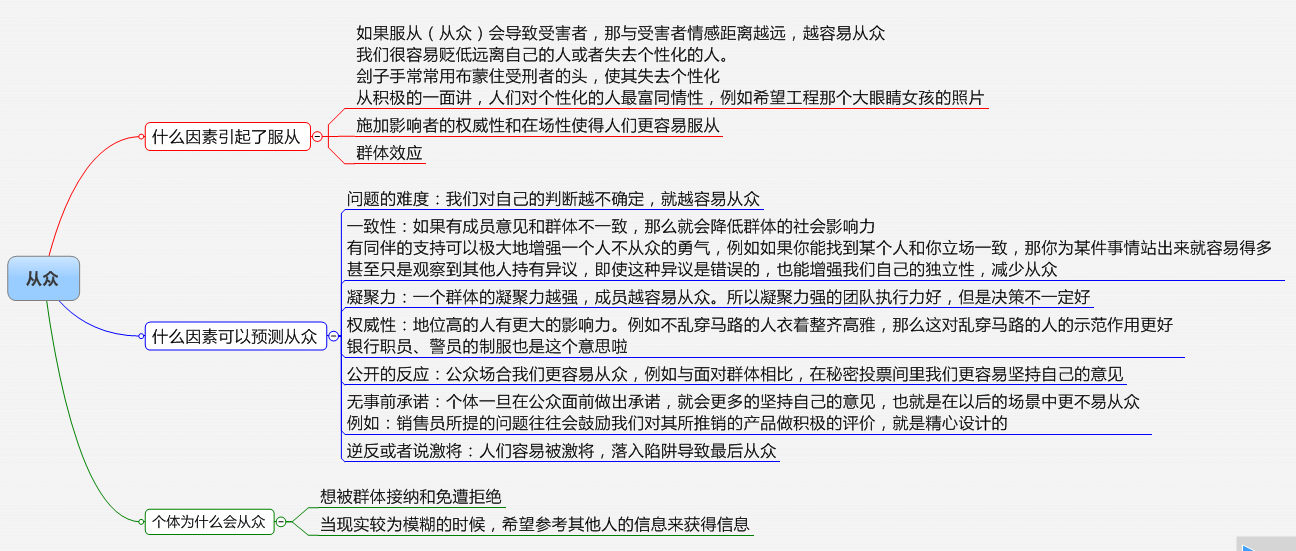 如果服从（从众）会导致受害者，那与受害者情感距离越远，越容易从众
我们很容易贬低远离自己的人或者失去个性化的人。
刽子手常常用布蒙住受刑者的头，使其失去个性化
从积极的一面讲，人们对个性化的人最富同情性，例如希望工程那个大眼睛女孩的照片
什么因素引起了服从
施加影响者的权威性和在场性使得人们更容易服从
群体效应
从众
什么因素可以预测从众
问题的难度：我们对自己的判断越不确定，就越容易从众
一致性：如果有成员意见和群体不一致，那么就会降低群体的社会影响力
有同伴的支持可以极大地增强一个人不从众的勇气，例如如果你能找到某个人和你立场一致，那你为某件事情站出来就容易得多
甚至只是观察到其他人持有异议，即使这种异议是错误的，也能增强我们自己的独立性，减少从众
凝聚力：一个群体的凝聚力越强，成员越容易从众。所以凝聚力强的团队执行力好，但是决策不一定好
权威性：地位高的人有更大的影响力。例如不乱穿马路的人衣着整齐高雅，那么这对乱穿马路的人的示范作用更好
银行职员、警员的制服也是这个意思啦
公开的反应：公众场合我们更容易从众，例如与面对群体相比，在秘密投票间里我们更容易坚持自己的意见
无事前承诺：个体一旦在公众面前做出承诺，就会更多的坚持自己的意见，也就是在以后的场景中更不易从众
例如：销售员所提的问题往往会鼓励我们对其所推销的产品做积极的评价，就是精心设计的
逆反或者说激将：人们容易被激将，落入陷阱导致最后从众
个体为什么会从众
想被群体接纳和免遭拒绝
当现实较为模糊的时候，希望参考其他人的信息来获得信息